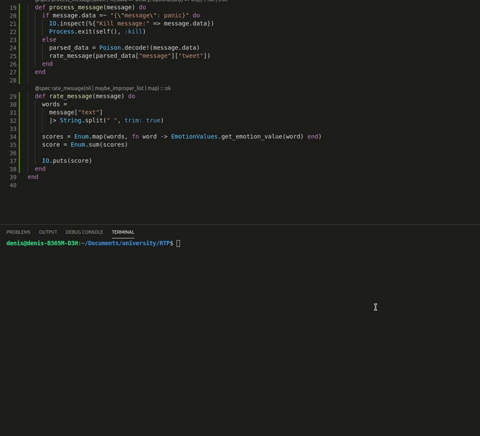 19 def process_message(message) do
20 if message.data =~ "{\"message\": panic}" do
21 IO.inspect(%{"Kill message:" => message.data})
22 Process.exit(self(), :kill)
23 else
24 parsed_data = Poison.decode!(message.data)
25 rate_message(parsed_data["message"]["tweet"])
26 end
27 end
28
@spec rate_message(nil | maybe_improper_list | map) :: :ok
29 def rate_message(message) do
30 words =
31 message["text"]
32 |> String.split(" ", trim: true)
33
34 scores = Enum.map(words, fn word -> EmotionValues.get_emotion_value(word) end)
35 score = Enum.sum(scores)
36
37 IO.puts(score)
38 end
39 end
40
PROBLEMS OUTPUT DEBUG CONSOLE TERMINAL
denis@denis-B365M-D3H:~/Documents/university/RTP$